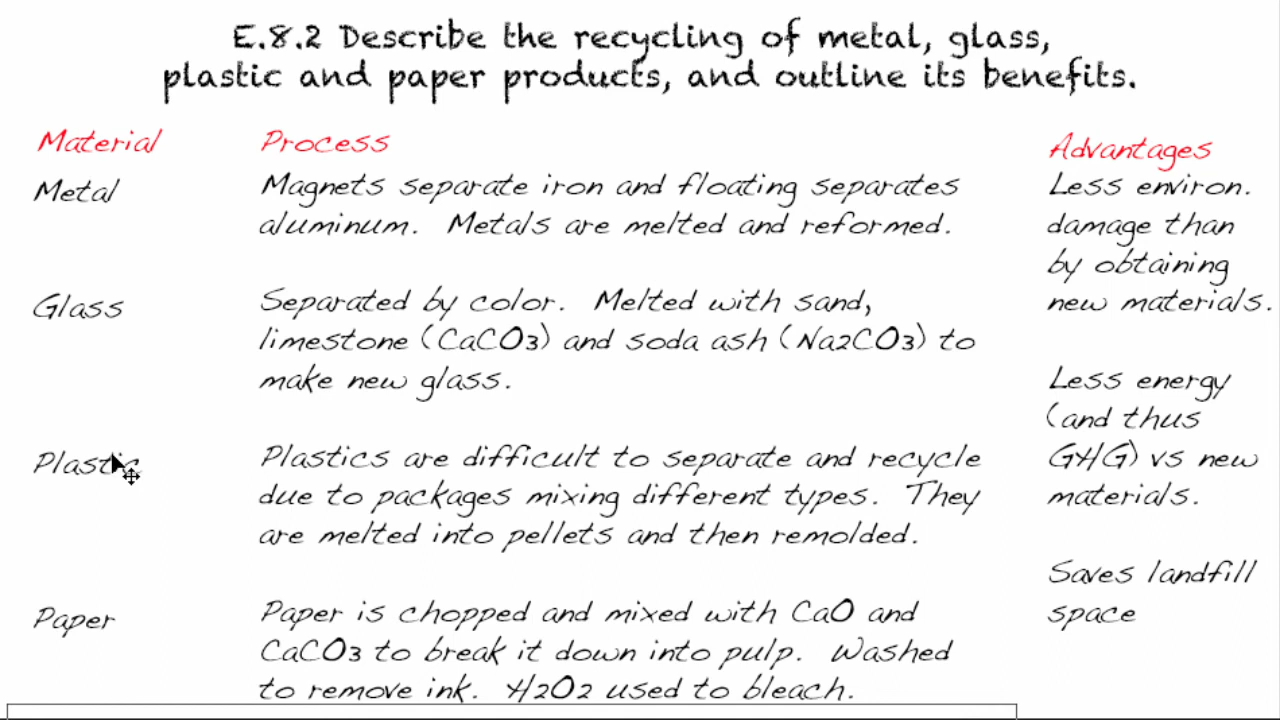 E.8.2 Describe the recycling of metal, glass,
plastic and paper products, and outline its benefits.
Material
Process
Advantages
Metal
Magnets separate iron and floating separates
aluminum. Metals are melted and reformed.
Glass
Separated by color. Melted with sand,
limestone (CaCO3) and soda ash (Na2CO3) to
make new glass.
Plastic
Plastics are difficult to separate and recycle
due to packages mixing different types. They
are melted into pellets and then remolded.
Paper
Paper is chopped and mixed with CaO and
CaCO3 to break it down into pulp. Washed
to remove ink. H2O2 used to bleach.
Less environ.
damage than
by obtaining
new materials.
Less energy
(and thus
GHG) vs new
materials.
Saves landfill
space